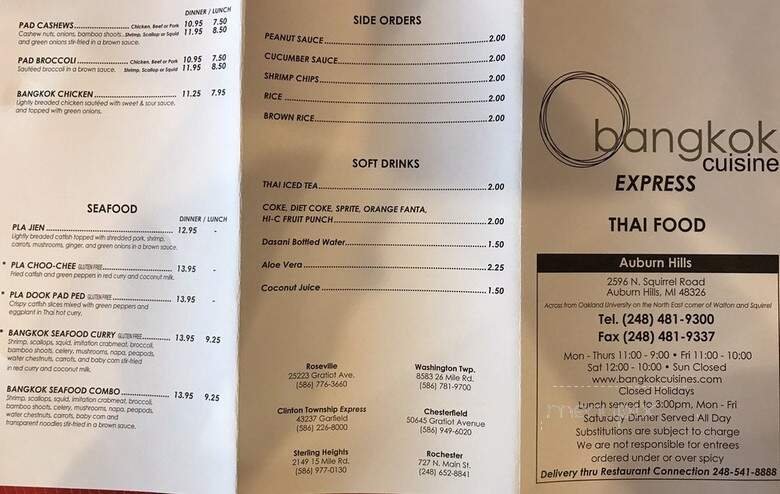 DINNER / LUNCH
PAD CASHEWS Chicken, Beef or Pork 10.95 7.50
Cashew nuts, onions, bamboo shoots Shrimp, Scallop or Squid 11.95 8.50
and green onions stir-fried in a brown sauce.
PAD BROCCOLI Chicken, Beef or Pork 10.95 7.50
Sautéed broccoli in a brown sauce. Shrimp, Scallop or Squid 11.95 8.50
BANGKOK CHICKEN 11.25 7.95
Lightly breaded chicken sautéed with sweet & sour sauce,
and topped with green onions.
SEAFOOD
DINNER / LUNCH
PLA JIEN 12.95 -
Lightly breaded catfish topped with shredded pork, shrimp,
carrots, mushrooms, ginger, and green onions in a brown sauce.
* PLA CHOO-CHEE GLUTEN FREE 13.95 -
Fried catfish and green peppers in red curry and coconut milk.
* PLA DOOK PAD PED GLUTEN FREE 13.95 -
Crispy catfish slices mixed with green peppers and
eggplant in Thai hot curry.
* BANGKOK SEAFOOD CURRY GLUTEN FREE 13.95 9.25
Shrimp, scallops, squid, imitation crabmeat, broccoli,
bamboo shoots, celery, mushrooms, napa, peapods,
water chestnuts, carrots, and baby corn stir-fried
in red curry and coconut milk.
BANGKOK SEAFOOD COMBO 13.95 9.25
Shrimp, scallops, squid, imitation crabmeat, broccoli,
bamboo shoots, celery, mushrooms, napa, peapods,
water chestnuts, carrots, baby corn and
transparent noodles stir-fried in a brown sauce.
SIDE ORDERS
PEANUT SAUCE 2.00
CUCUMBER SAUCE 2.00
SHRIMP CHIPS 2.00
RICE 2.00
BROWN RICE 2.00
SOFT DRINKS
THAI ICED TEA 2.00
COKE, DIET COKE, SPRITE, ORANGE FANTA,
HI-C FRUIT PUNCH 2.00
Dasani Bottled Water 1.50
Aloe Vera 2.25
Coconut Juice 1.50
Roseville
25223 Gratiot Ave.
(586) 776-3660
Washington Twp.
8583 26 Mile Rd.
(586) 781-9700
Clinton Township Express
43237 Garfield
(586) 226-8000
Chesterfield
50645 Gratiot Avenue
(586) 949-6020
Sterling Heights
2149 15 Mile Rd.
(586) 977-0130
Rochester
727 N. Main St.
(248) 652-8841
bangkok
cuisine
EXPRESS
THAI FOOD
Auburn Hills
2596 N. Squirrel Road
Auburn Hills, MI 48326
Across from Oakland University on the North East corner of Walton and Squirrel
Tel. (248) 481-9300
Fax (248) 481-9337
Mon - Thurs 11:00 - 9:00 • Fri 11:00 - 10:00
Sat 12:00 - 10:00 • Sun Closed
www.bangkokcuisines.com
Closed Holidays
Lunch served to 3:00pm, Mon - Fri
Saturday Dinner Served All Day
Substitutions are subject to charge
We are not responsible for entrees
ordered under or over spicy
Delivery thru Restaurant Connection 248-541-8888